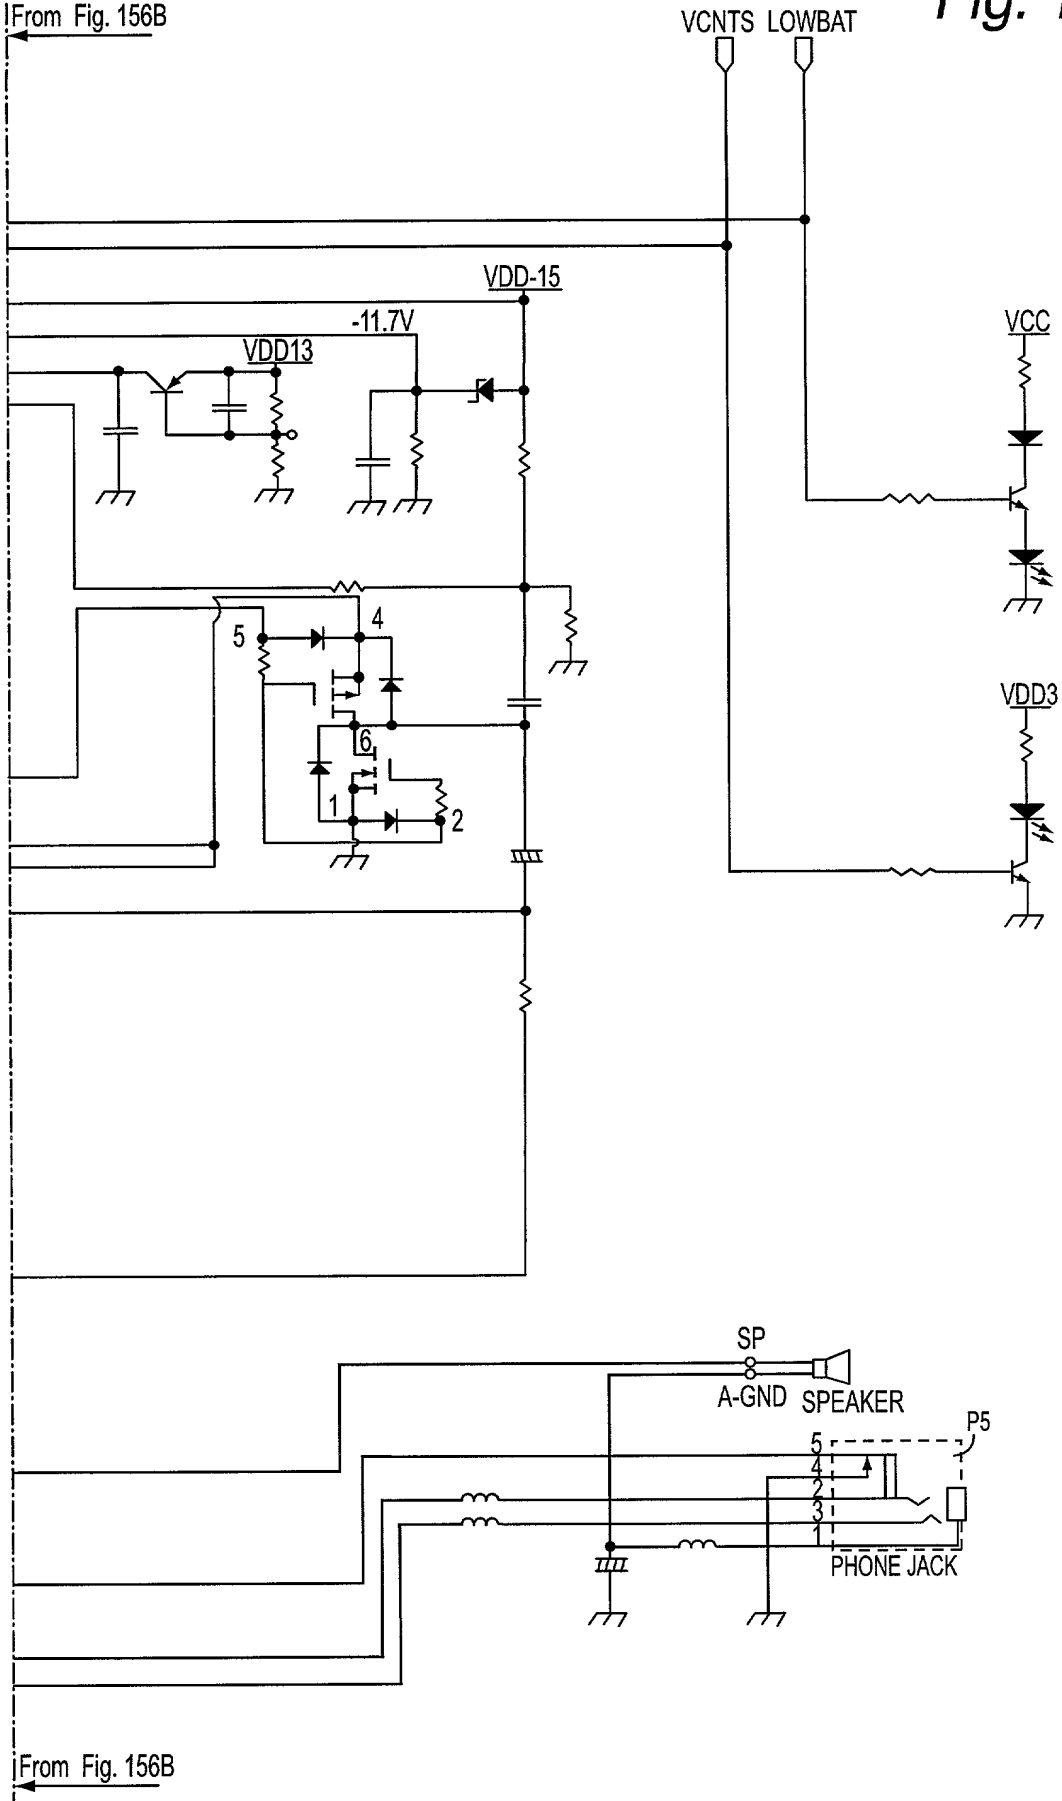 From Fig. 156B
VCNTS LOWBAT
Fig.
VDD-15
-11.7V
VDD13
VCC
5
4
6
1
2
VDD3
SP
A-GND SPEAKER
P5
5
4
2
3
1
PHONE JACK
From Fig. 156B